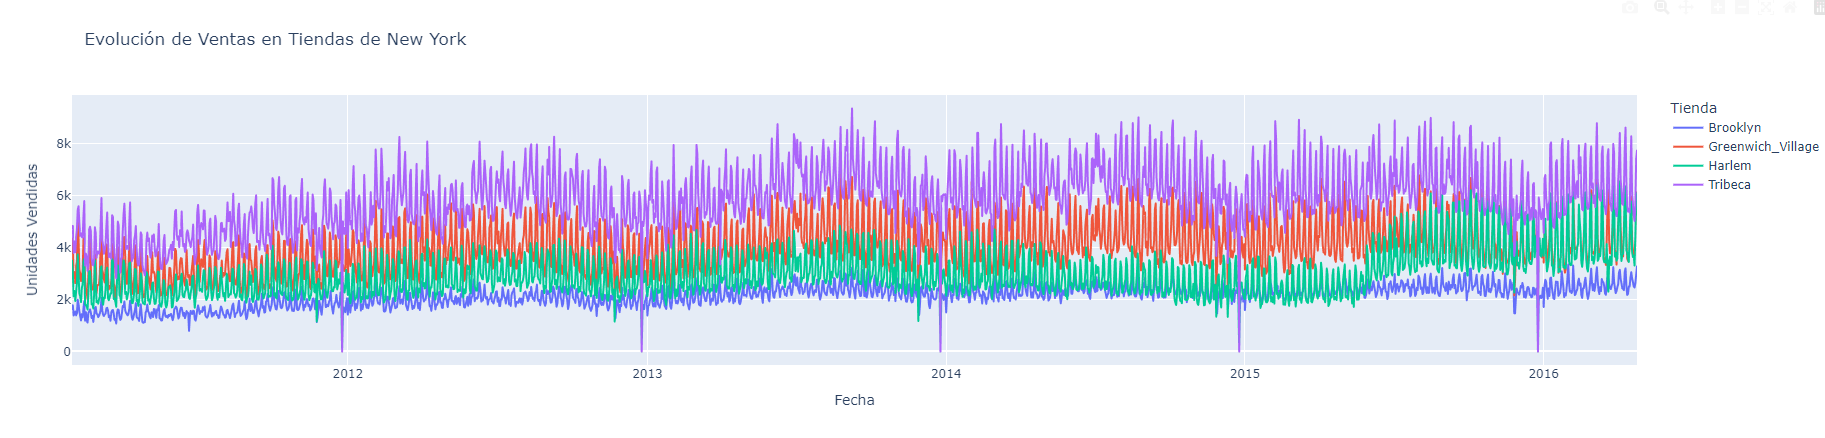 Evolución de Ventas en Tiendas de New York
Unidades Vendidas
8k
6k
4k
2k
0
2012
2013
2014
2015
2016
Fecha
Tienda
Brooklyn
Greenwich_Village
Harlem
Tribeca